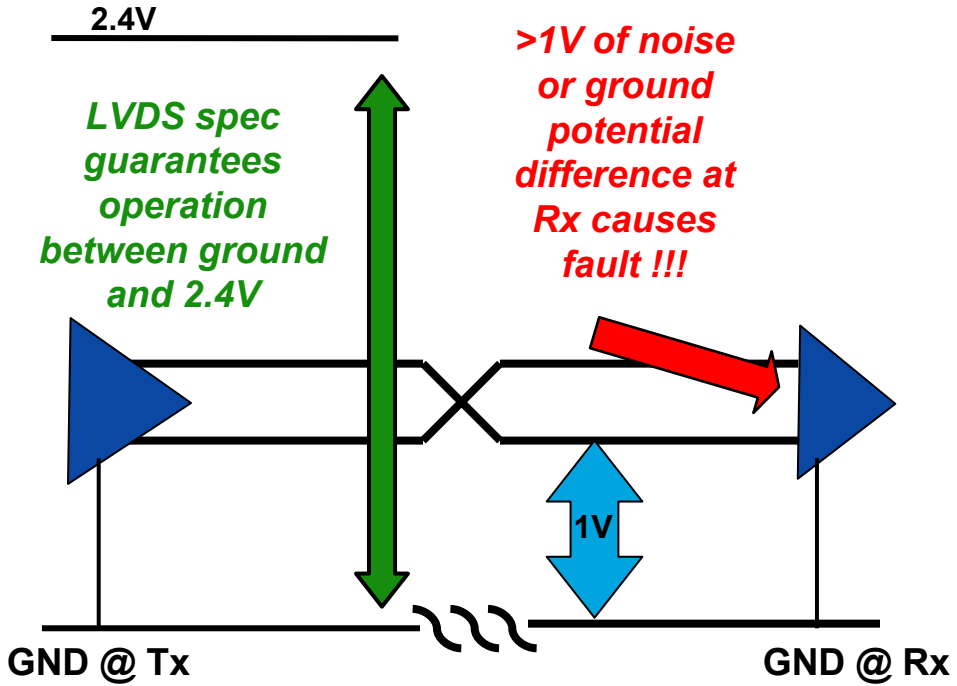 2.4V
LVDS spec
guarantees
operation
between ground
and 2.4V
>1V of noise
or ground
potential
difference at
Rx causes
fault !!!
1V
GND @ Tx
GND @ Rx